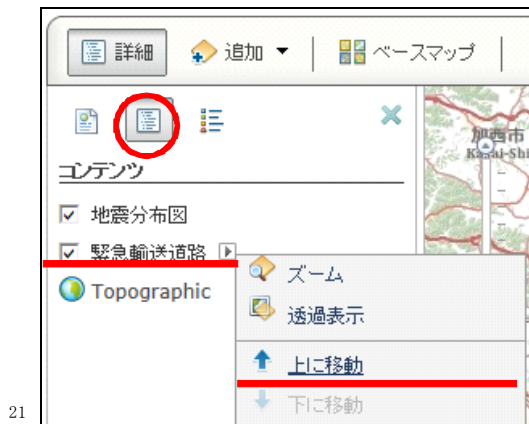 詳細 追加 ベースマップ
コンテンツ
地震分布図
緊急輸送道路
Topographic
ズーム
透過表示
上に移動
下に移動
加西市
Kasai-Shi
21